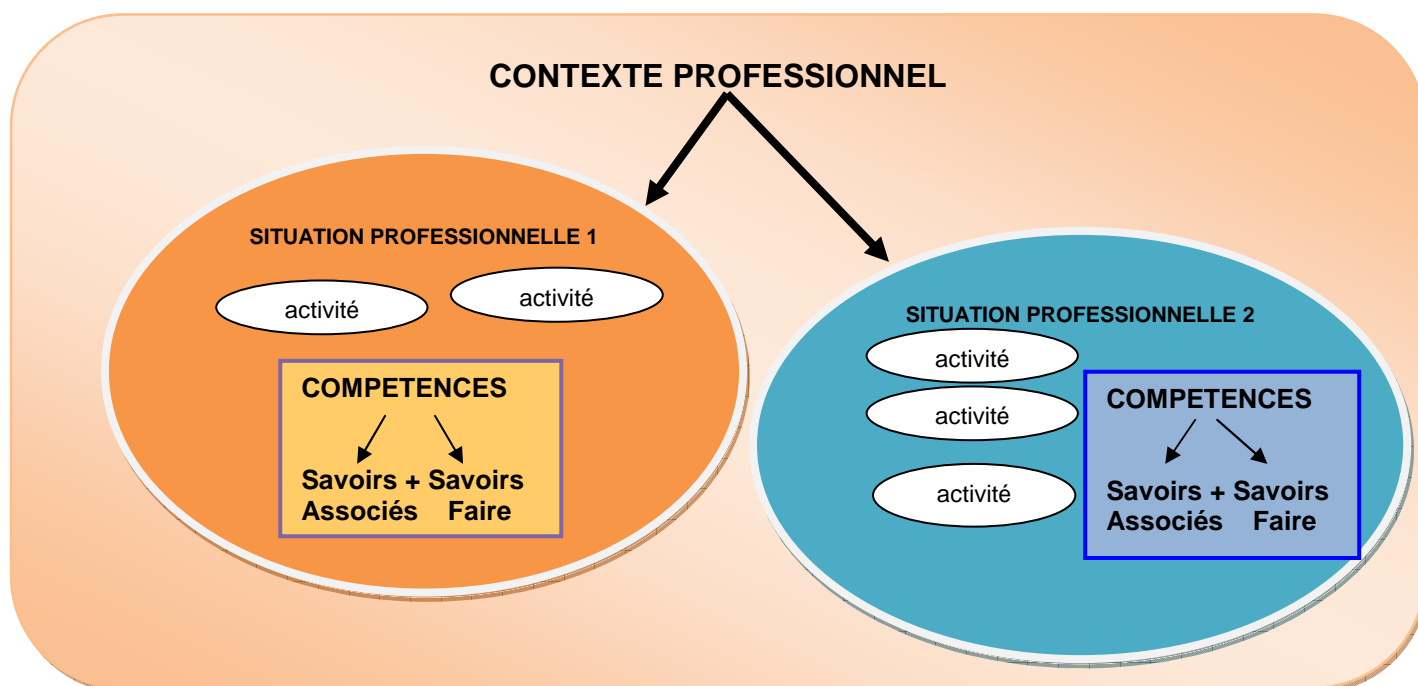 CONTEXTE PROFESSIONNEL
SITUATION PROFESSIONNELLE 1
activité
activité
COMPETENCES
Savoirs + Savoirs
Associés Faire
SITUATION PROFESSIONNELLE 2
activité
activité
activité
COMPETENCES
Savoirs + Savoirs
Associés Faire